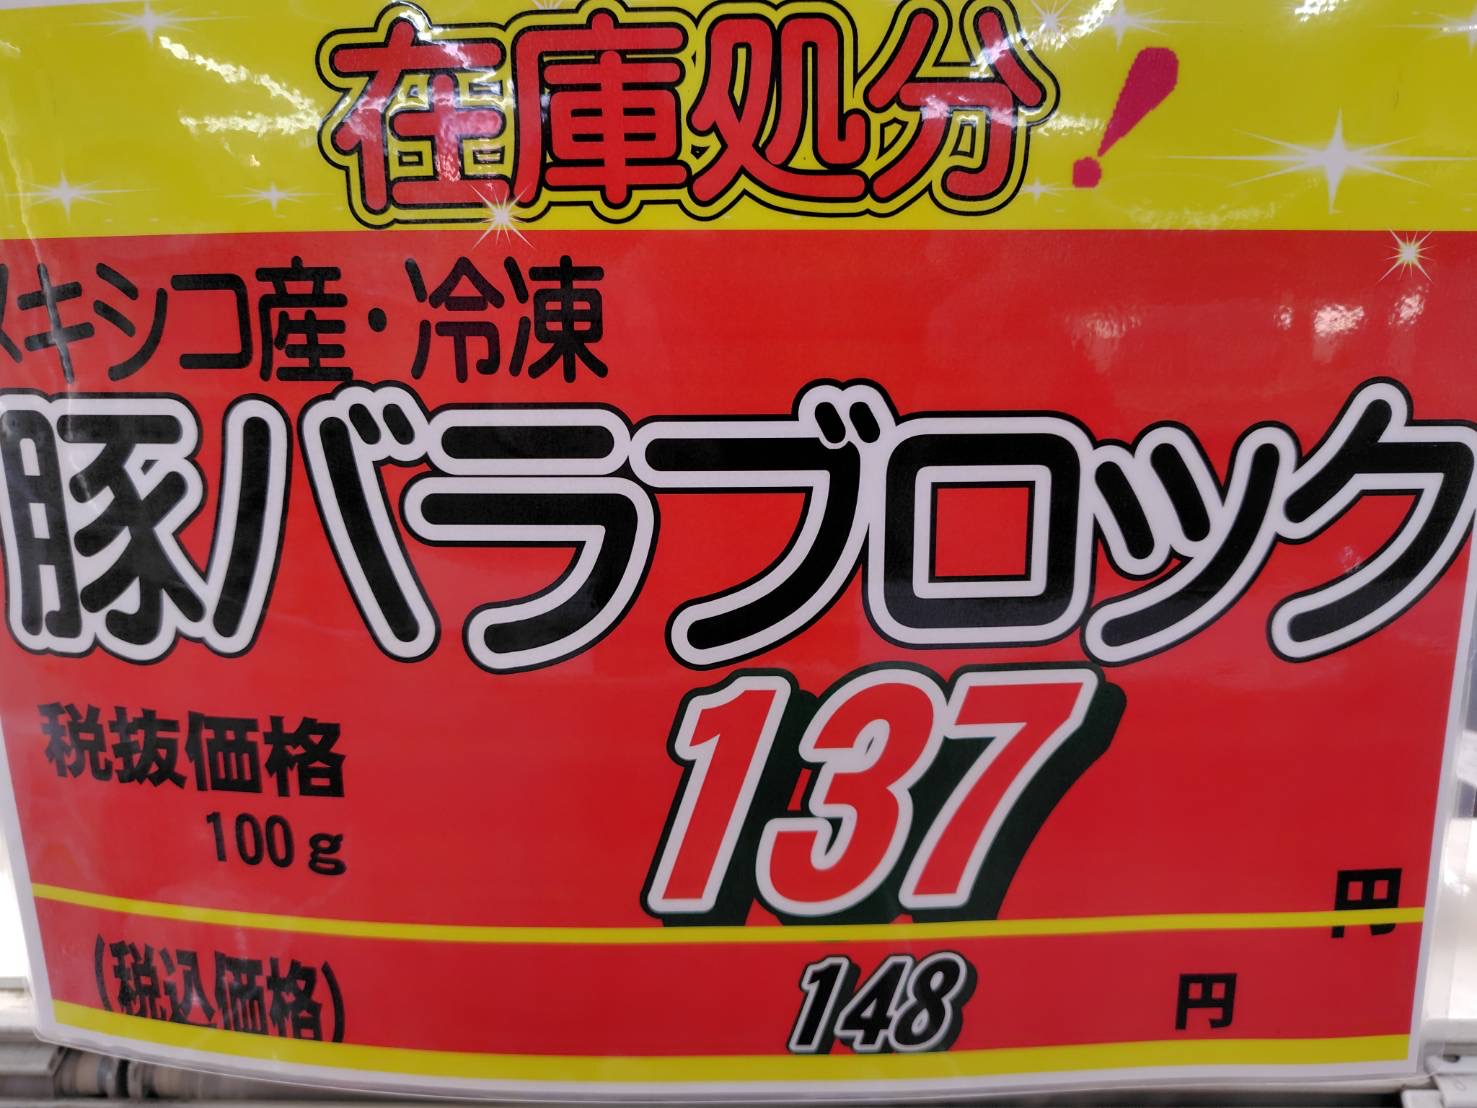 在庫処分!
メキシコ産・冷凍
豚バラブロック
税抜価格
100g
137
円
(税込価格)
148
円